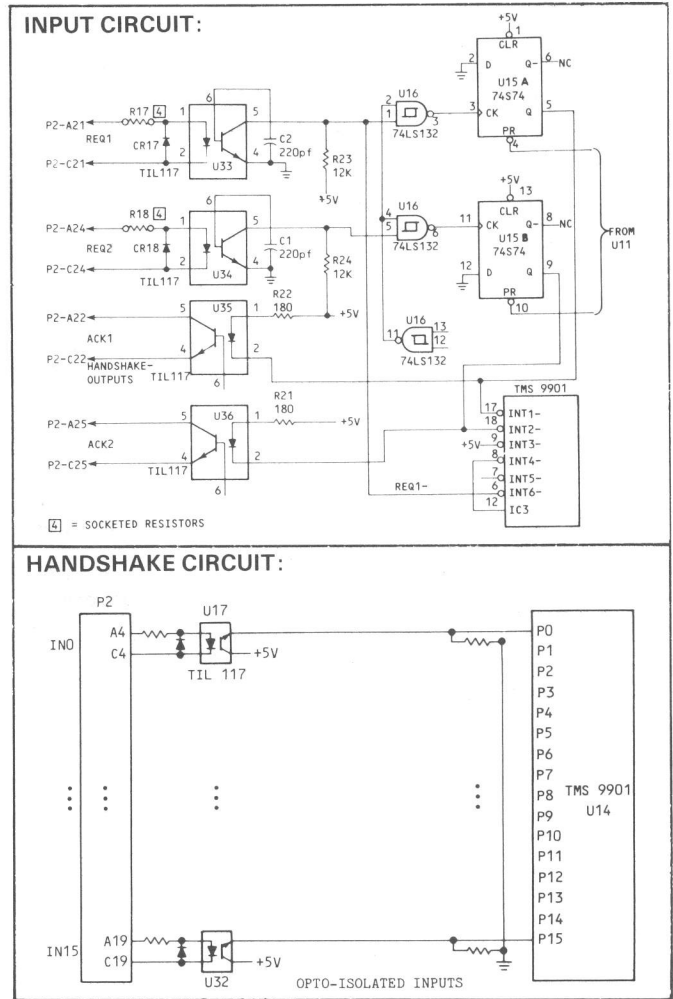 INPUT CIRCUIT:
+5V
1
CLR
2
D
Q-
6
NC
U15 A
74S74
3
CK
Q
5
PR
4
U16
2
1
3
74LS132
R17
4
P2-A21
REQ1
CR17
P2-C21
1
2
TIL117
6
5
4
U33
C2
220pf
R23
12K
+5V
+5V
13
CLR
11
CK
Q-
8
NC
U15 B
74S74
12
D
Q
9
PR
10
FROM
U11
U16
4
5
6
74LS132
R18
4
P2-A24
REQ2
CR18
P2-C24
1
2
TIL117
6
5
4
U34
C1
220pf
R24
12K
U35
R22
180
+5V
P2-A22
ACK1
P2-C22
HANDSHAKE-
OUTPUTS
TIL117
5
4
6
1
2
U16
11
13
12
74LS132
U36
R21
180
+5V
P2-A25
ACK2
P2-C25
TIL117
5
4
6
1
2
TMS 9901
17
INT1-
18
INT2-
+5V
9
INT3-
8
INT4-
7
INT5-
REQ1-
6
INT6-
12
IC3
4 = SOCKETED RESISTORS
HANDSHAKE CIRCUIT:
P2
U17
IN0
A4
C4
+5V
TIL 117
P0
P1
P2
P3
P4
P5
P6
P7
P8
TMS 9901
P9
U14
P10
P11
P12
P13
P14
P15
IN15
A19
C19
+5V
U32
OPTO-ISOLATED INPUTS